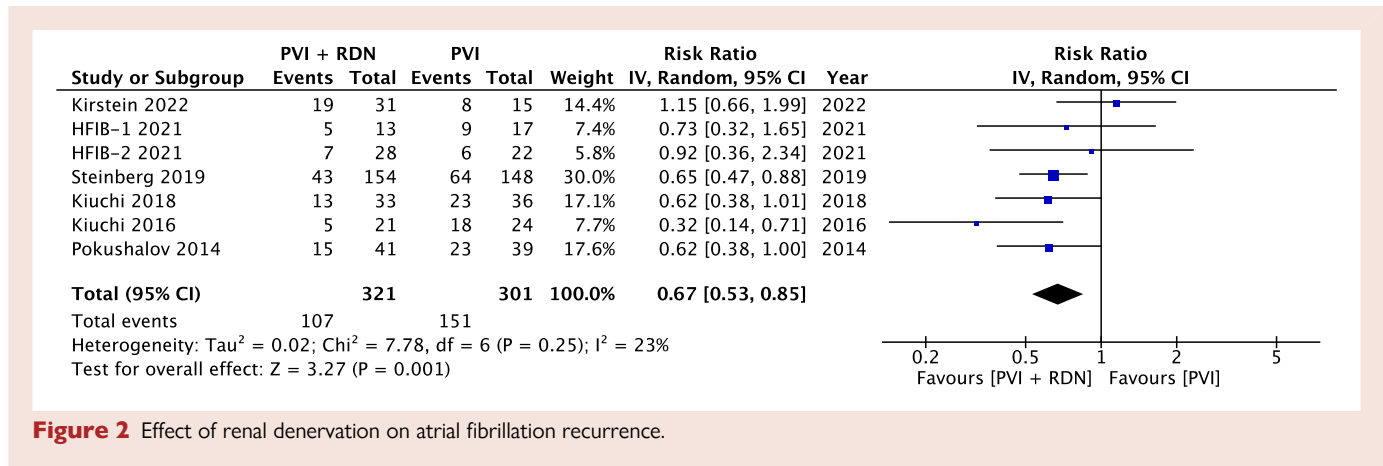 PVI + RDN PVI Risk Ratio Risk Ratio
Study or Subgroup Events Total Events Total Weight IV, Random, 95% CI Year IV, Random, 95% CI
Kirstein 2022 19 31 8 15 14.4% 1.15 [0.66, 1.99] 2022
HFIB-1 2021 5 13 9 17 7.4% 0.73 [0.32, 1.65] 2021
HFIB-2 2021 7 28 6 22 5.8% 0.92 [0.36, 2.34] 2021
Steinberg 2019 43 154 64 148 30.0% 0.65 [0.47, 0.88] 2019
Kiuchi 2018 13 33 23 36 17.1% 0.62 [0.38, 1.01] 2018
Kiuchi 2016 5 21 18 24 7.7% 0.32 [0.14, 0.71] 2016
Pokushalov 2014 15 41 23 39 17.6% 0.62 [0.38, 1.00] 2014
Total (95% CI) 321 301 100.0% 0.67 [0.53, 0.85]
Total events 107 151
Heterogeneity: Tau² = 0.02; Chi² = 7.78, df = 6 (P = 0.25); I² = 23%
Test for overall effect: Z = 3.27 (P = 0.001)
0.2 0.5 1 2 5
Favours [PVI + RDN] Favours [PVI]
Figure 2 Effect of renal denervation on atrial fibrillation recurrence.